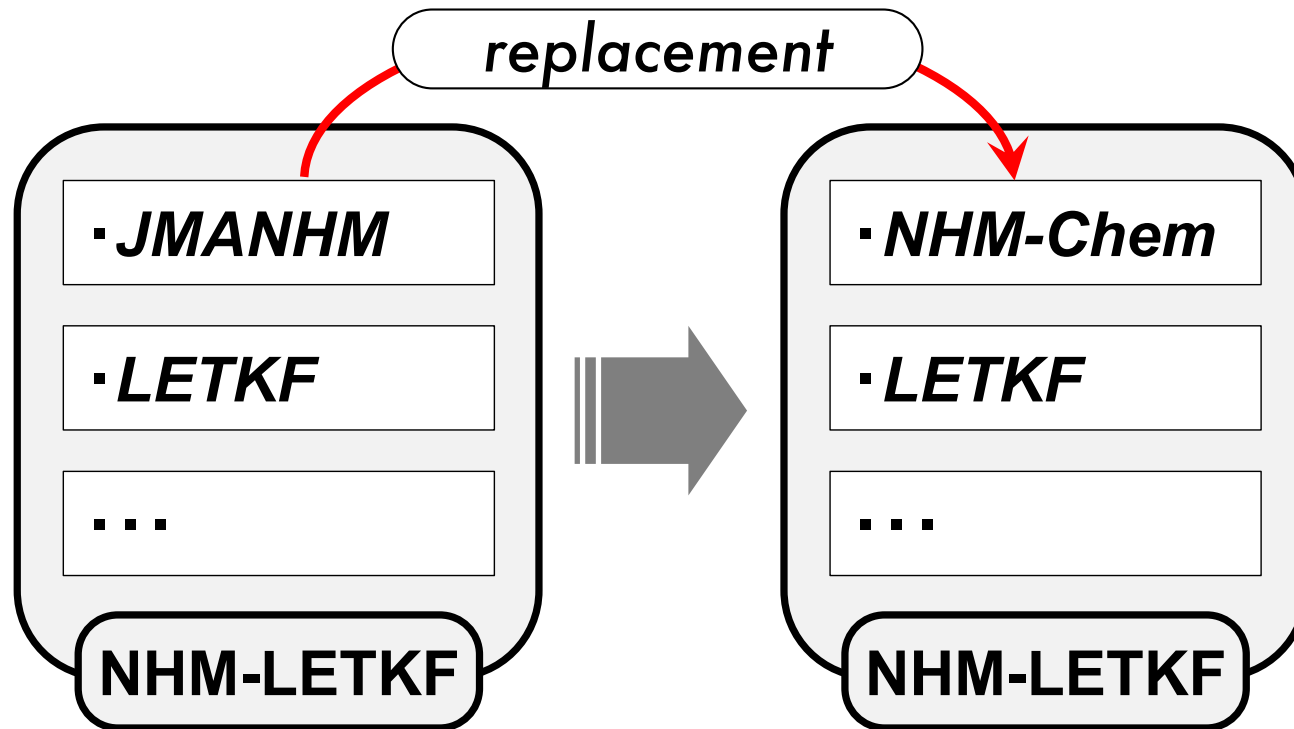 replacement
· JMANHM
· LETKF
· · ·
NHM-LETKF
· NHM-Chem
· LETKF
· · ·
NHM-LETKF